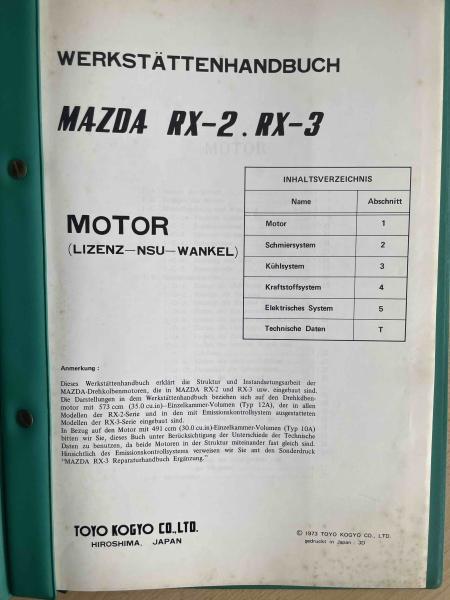 WERKSTÄTTENHANDBUCH
MAZDA RX-2. RX-3
MOTOR
(LIZENZ—NSU—WANKEL)
INHALTSVERZEICHNIS
Name Abschnitt
Motor 1
Schmiersystem 2
Kühlsystem 3
Kraftstoffsystem 4
Elektrisches System 5
Technische Daten T
Anmerkung :
Dieses Werkstättenhandbuch erklärt die Struktur und Instandsetzungsarbeit der
MAZDA-Drehkolbenmotoren, die in MAZDA RX-2 und RX-3 usw. eingebaut sind.
Die Darstellungen in dem Werkstättenhandbuch beziehen sich auf den Drehkolben-
motor mit 573 ccm (35.0 cu.in)—Einzelkammer-Volumen (Typ 12A), der in allen
Modellen der RX-2-Serie und in den mit Emissionskontrollsystem ausgestatteten
Modellen der RX-3-Serie eingebaut sind.
In Bezug auf den Motor mit 491 ccm (30.0 cu.in)-Einzelkammer-Volumen (Typ 10A)
bitten wir Sie, dieses Buch unter Berücksichtigung der Unterschiede der Technische
Daten zu benutzen, da beide Motoren in der Struktur miteinander fast gleich sind.
Hinsichtlich des Emissionskontrollsystems verweisen wir Sie auf den Sonderdruck
"MAZDA RX-3 Reparaturhandbuch Ergänzung."
TOYO KOGYO CO., LTD.
HIROSHIMA, JAPAN
© 1973 TOYO KOGYO CO., LTD.
gedruckt in Japan - 3D